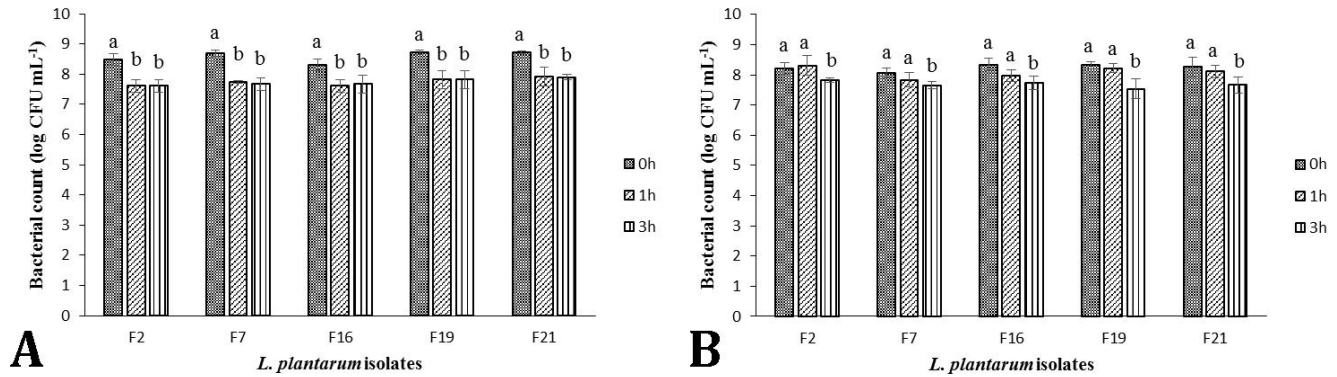 10
9
8
7
6
5
4
3
2
1
0
Bacterial count (log CFU mL-1)
a b b a b b a b b a b b a b b
F2 F7 F16 F19 F21
L. plantarum isolates
0h
1h
3h
A
10
9
8
7
6
5
4
3
2
1
0
Bacterial count (log CFU mL-1)
a a b a a b a a b a a b a a b
F2 F7 F16 F19 F21
L. plantarum isolates
0h
1h
3h
B